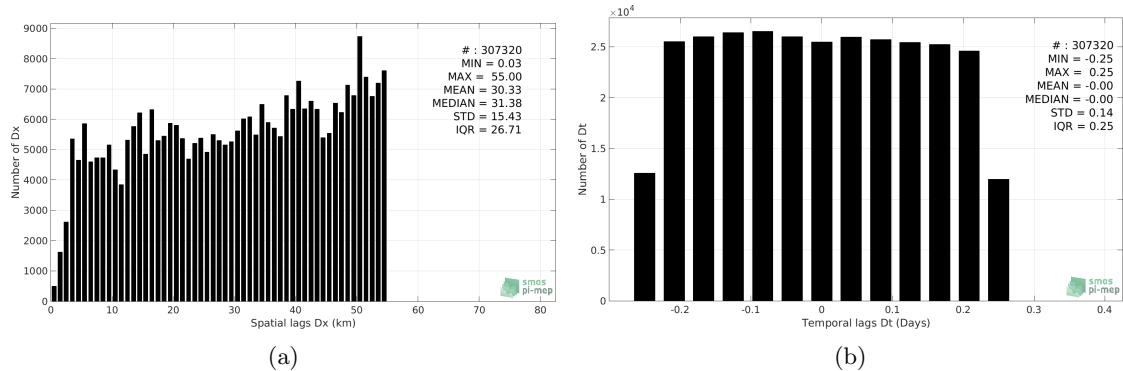 9000
8000
7000
6000
5000
4000
3000
2000
1000
0
Number of Dx
# : 307320
MIN = 0.03
MAX = 55.00
MEAN = 30.33
MEDIAN = 31.38
STD = 15.43
IQR = 26.71
smos
pi-mep
0 10 20 30 40 50 60 70 80
Spatial lags Dx (km)
(a)
×10⁴
2.5
2
1.5
1
0.5
0
Number of Dt
# : 307320
MIN = -0.25
MAX = 0.25
MEAN = -0.00
MEDIAN = -0.00
STD = 0.14
IQR = 0.25
smos
pi-mep
-0.2 -0.1 0 0.1 0.2 0.3 0.4
Temporal lags Dt (Days)
(b)